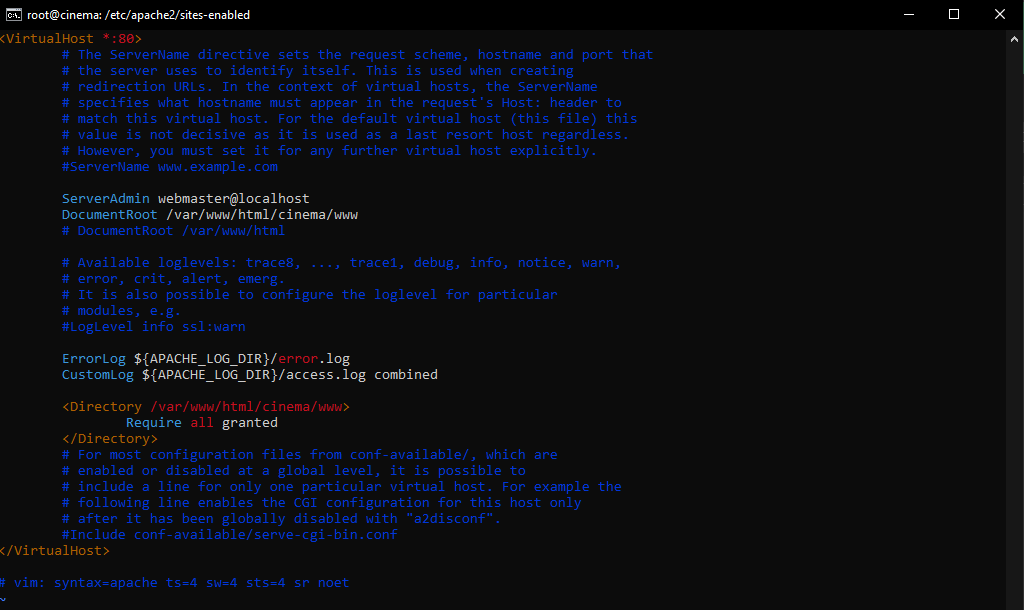 root@cinema: /etc/apache2/sites-enabled
<VirtualHost *:80>
# The ServerName directive sets the request scheme, hostname and port that
# the server uses to identify itself. This is used when creating
# redirection URLs. In the context of virtual hosts, the ServerName
# specifies what hostname must appear in the request's Host: header to
# match this virtual host. For the default virtual host (this file) this
# value is not decisive as it is used as a last resort host regardless.
# However, you must set it for any further virtual host explicitly.
#ServerName www.example.com
ServerAdmin webmaster@localhost
DocumentRoot /var/www/html/cinema/www
# DocumentRoot /var/www/html
# Available loglevels: trace8, ..., trace1, debug, info, notice, warn,
# error, crit, alert, emerg.
# It is also possible to configure the loglevel for particular
# modules, e.g.
#LogLevel info ssl:warn
ErrorLog ${APACHE_LOG_DIR}/error.log
CustomLog ${APACHE_LOG_DIR}/access.log combined
<Directory /var/www/html/cinema/www>
Require all granted
</Directory>
# For most configuration files from conf-available/, which are
# enabled or disabled at a global level, it is possible to
# include a line for only one particular virtual host. For example the
# following line enables the CGI configuration for this host only
# after it has been globally disabled with "a2disconf".
#Include conf-available/serve-cgi-bin.conf
</VirtualHost>
# vim: syntax=apache ts=4 sw=4 sts=4 sr noet
~